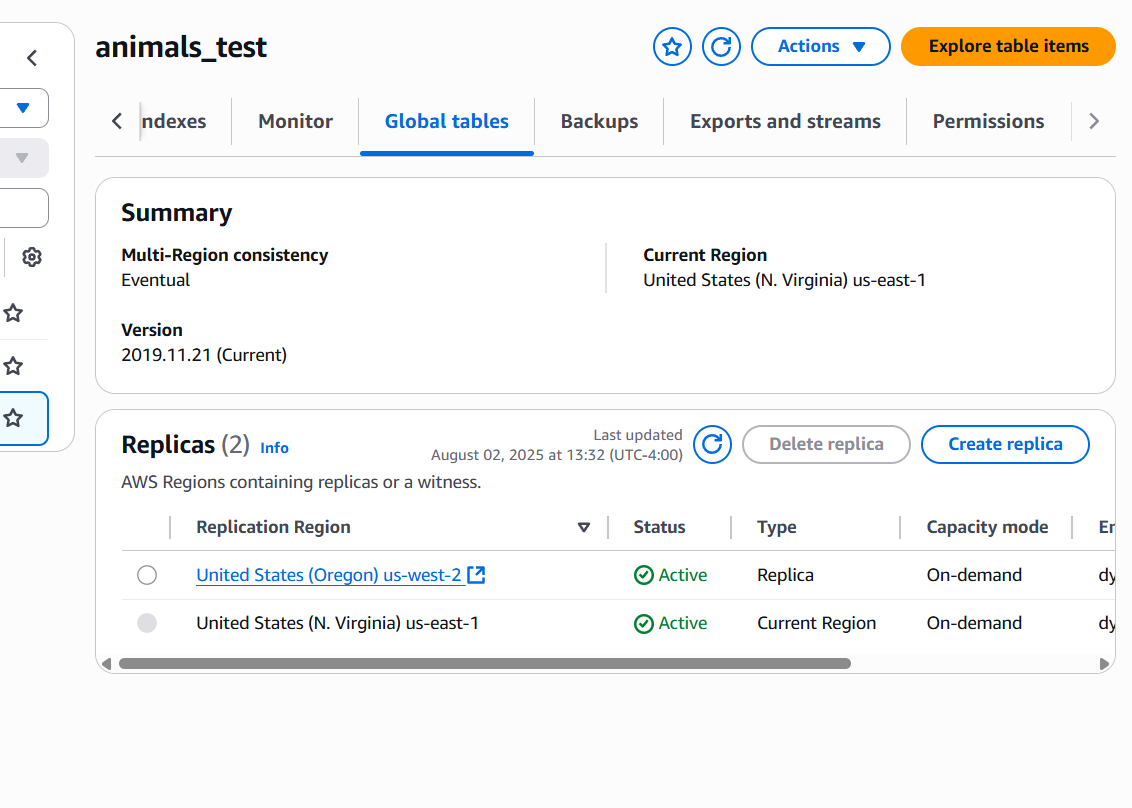 animals_test
Actions
Explore table items
ndexes
Monitor
Global tables
Backups
Exports and streams
Permissions
Summary
Multi-Region consistency
Eventual
Current Region
United States (N. Virginia) us-east-1
Version
2019.11.21 (Current)
Replicas (2) Info
Last updated
August 02, 2025 at 13:32 (UTC-4:00)
Delete replica
Create replica
AWS Regions containing replicas or a witness.
Replication Region Status Type Capacity mode
United States (Oregon) us-west-2 Active Replica On-demand
United States (N. Virginia) us-east-1 Active Current Region On-demand